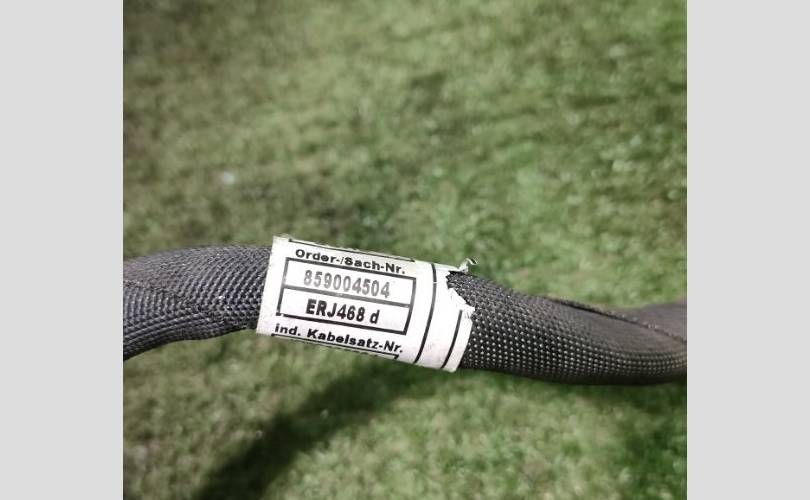 Order-/Sach-Nr.
859004504
ERJ468 d
ind. Kabelsatz-Nr.